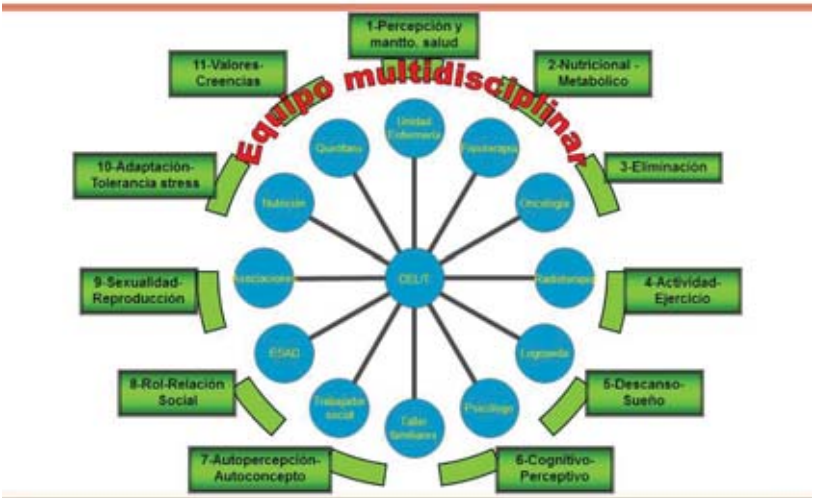 1-Percepción y
mantto. salud
2-Nutricional -
Metabólico
3-Eliminación
4-Actividad-
Ejercicio
5-Descanso-
Sueño
6-Cognitivo-
Perceptivo
7-Autopercepción-
Autoconcepto
8-Rol-Relación
Social
9-Sexualidad-
Reproducción
10-Adaptación-
Tolerancia stress
11-Valores-
Creencias
Equipo multidisciplinar
Unidad
Enfermería
Fisioterapia
Oncología
Radioterapia
Logopeda
Psicólogo
Taller
familiares
Trabajador
social
ESAD
Asociaciones
Nutrición
Quirófano